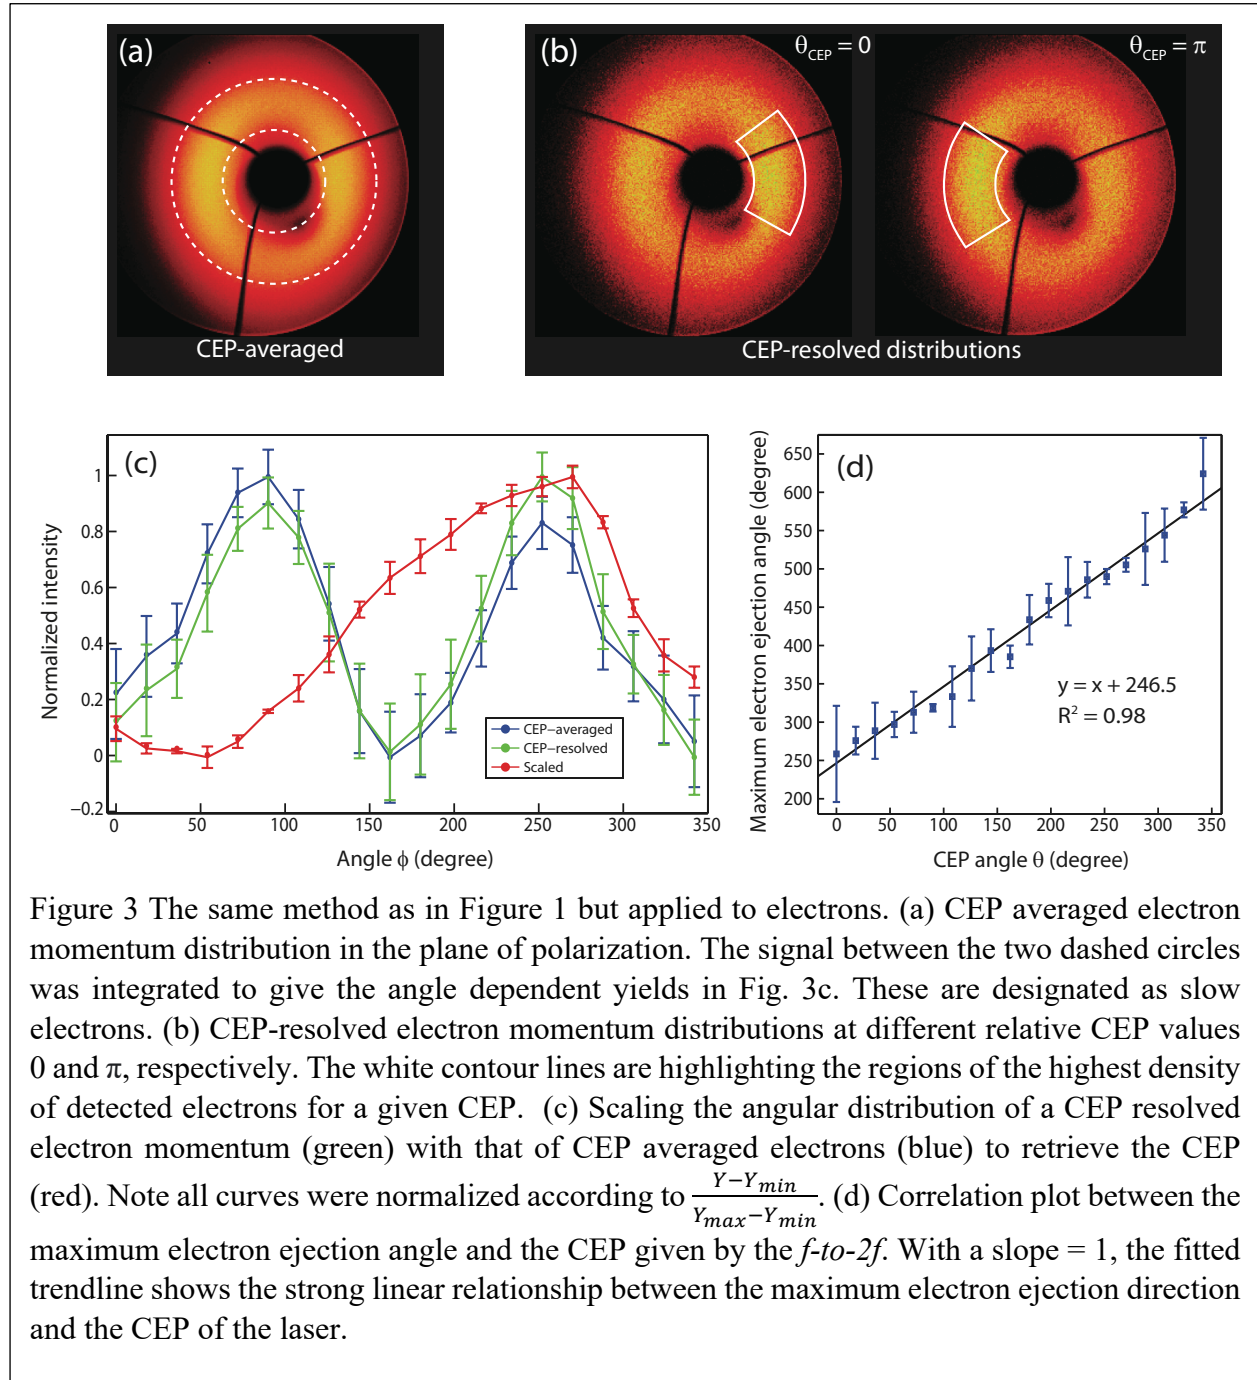 (a)
(b)
θCEP = 0
θCEP = π
CEP-averaged
CEP-resolved distributions
(c)
Normalized intensity
1
0.8
0.6
0.4
0.2
0
−0.2
0
50
100
150
200
250
300
350
Angle ϕ (degree)
CEP−averaged
CEP−resolved
Scaled
(d)
Maximum electron ejection angle (degree)
650
600
550
500
450
400
350
300
250
200
0
50
100
150
200
250
300
350
CEP angle θ (degree)
y = x + 246.5
R² = 0.98
Figure 3 The same method as in Figure 1 but applied to electrons. (a) CEP averaged electron
momentum distribution in the plane of polarization. The signal between the two dashed circles
was integrated to give the angle dependent yields in Fig. 3c. These are designated as slow
electrons. (b) CEP-resolved electron momentum distributions at different relative CEP values
0 and π, respectively. The white contour lines are highlighting the regions of the highest density
of detected electrons for a given CEP. (c) Scaling the angular distribution of a CEP resolved
electron momentum (green) with that of CEP averaged electrons (blue) to retrieve the CEP
(red). Note all curves were normalized according to (Y−Ymin)/(Ymax−Ymin). (d) Correlation plot between the
maximum electron ejection angle and the CEP given by the f-to-2f. With a slope = 1, the fitted
trendline shows the strong linear relationship between the maximum electron ejection direction
and the CEP of the laser.